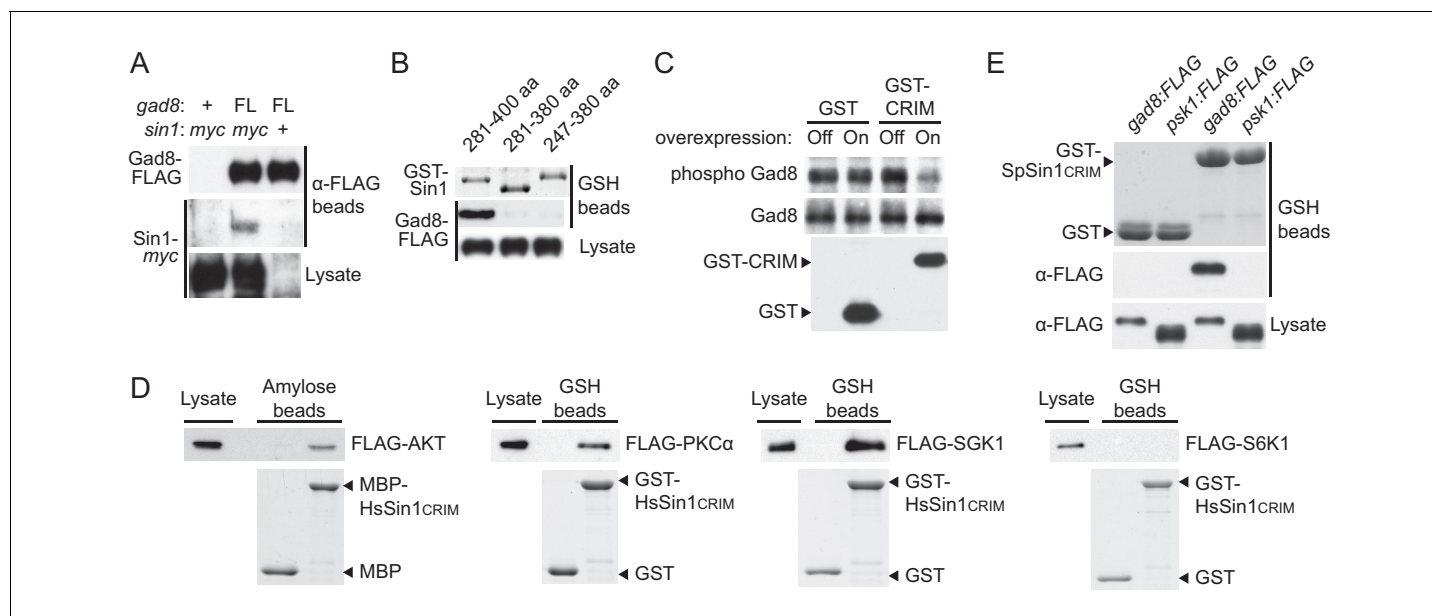 A
gad8: + FL FL
sin1: myc myc +
Gad8-
FLAG
α-FLAG
beads
Sin1-
myc
Lysate
B
281-400 aa
281-380 aa
247-380 aa
GST-
Sin1
GSH
beads
Gad8-
FLAG
Lysate
C
GST
GST-
CRIM
overexpression: Off On Off On
phospho Gad8
Gad8
GST-CRIM
GST
E
gad8:FLAG
psk1:FLAG
gad8:FLAG
psk1:FLAG
GST-
SpSin1CRIM
GST
GSH
beads
α-FLAG
α-FLAG
Lysate
D
Lysate
Amylose
beads
FLAG-AKT
MBP-
HsSin1CRIM
MBP
Lysate
GSH
beads
FLAG-PKCα
GST-
HsSin1CRIM
GST
Lysate
GSH
beads
FLAG-SGK1
GST-
HsSin1CRIM
GST
Lysate
GSH
beads
FLAG-S6K1
GST-
HsSin1CRIM
GST